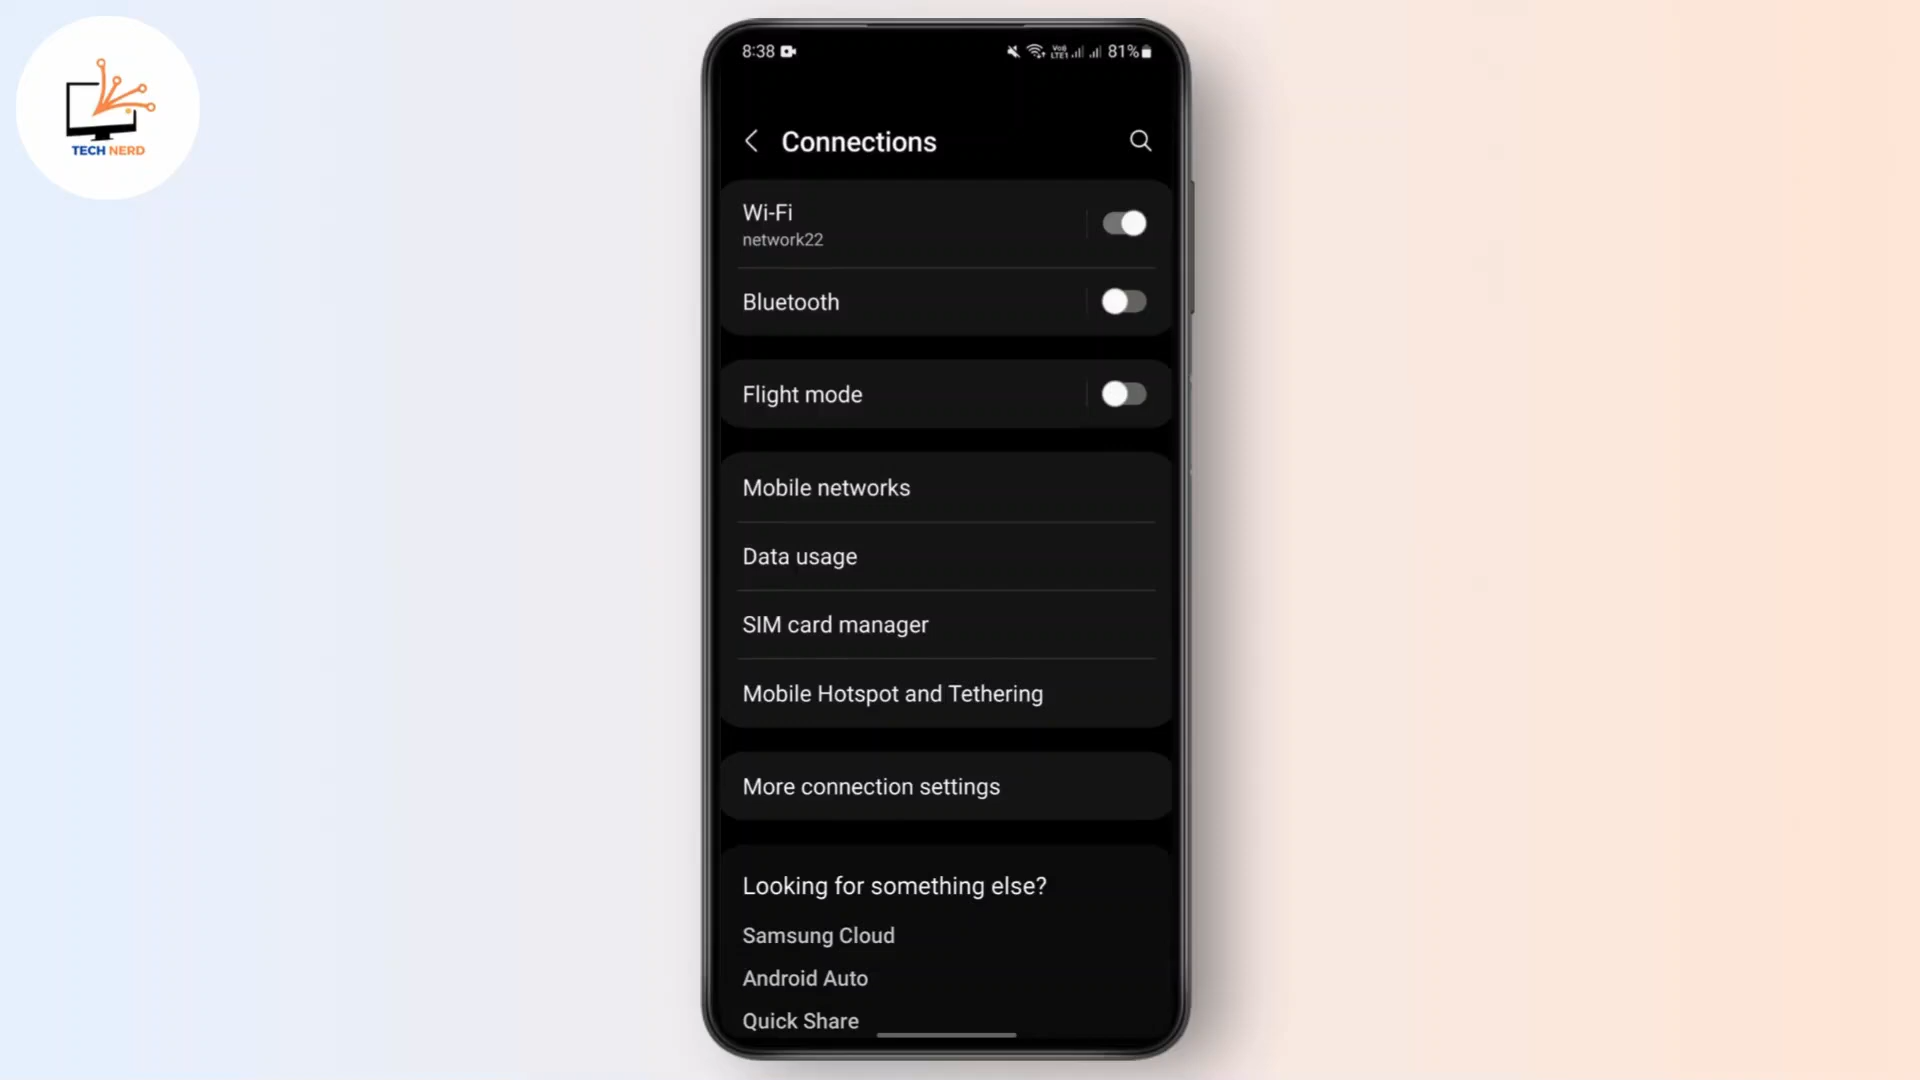 TECH NERD
8:38
81%
Connections
Wi-Fi
network22
Bluetooth
Flight mode
Mobile networks
Data usage
SIM card manager
Mobile Hotspot and Tethering
More connection settings
Looking for something else?
Samsung Cloud
Android Auto
Quick Share